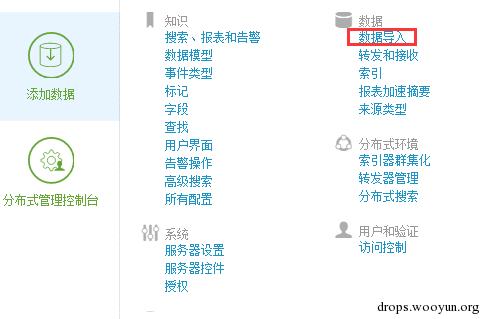 添加数据
分布式管理控制台
知识
搜索、报表和告警
数据模型
事件类型
标记
字段
查找
用户界面
告警操作
高级搜索
所有配置
系统
服务器设置
服务器控件
授权
数据
数据导入
转发和接收
索引
报表加速摘要
来源类型
分布式环境
索引器群集化
转发器管理
分布式搜索
用户和验证
访问控制
drops.wooyun.org